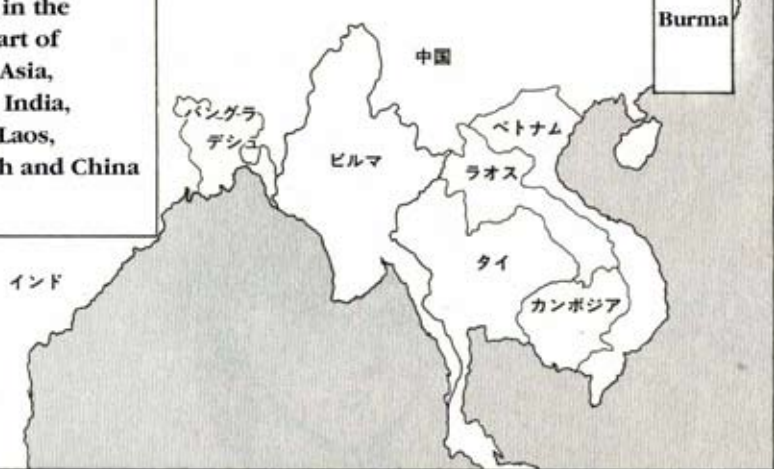 in the
art of
Asia,
India,
Laos,
h and China
Burma
中国
バングラ
デシュ
ビルマ
ベトナム
ラオス
タイ
カンボジア
インド